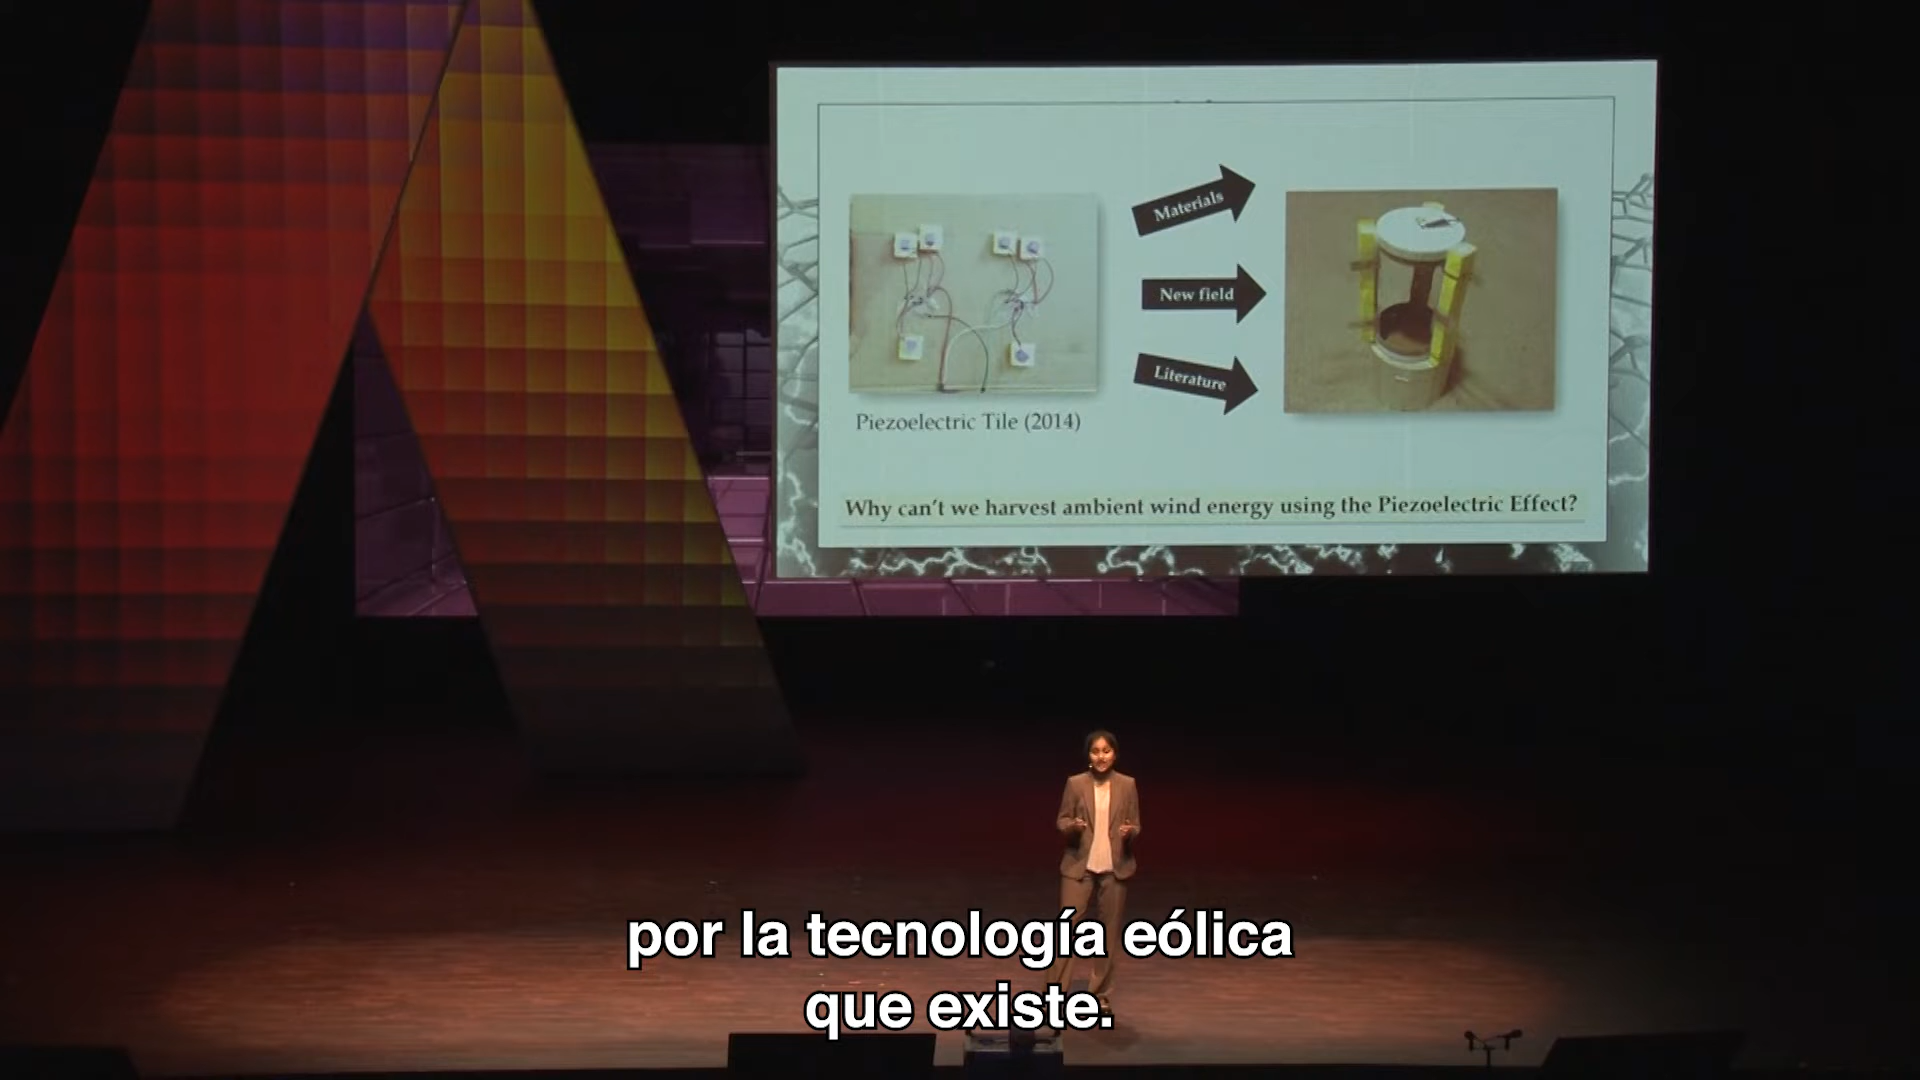 Materials
New field
Literature
Piezoelectric Tile (2014)
Why can't we harvest ambient wind energy using the Piezoelectric Effect?
por la tecnología eólica
que existe.